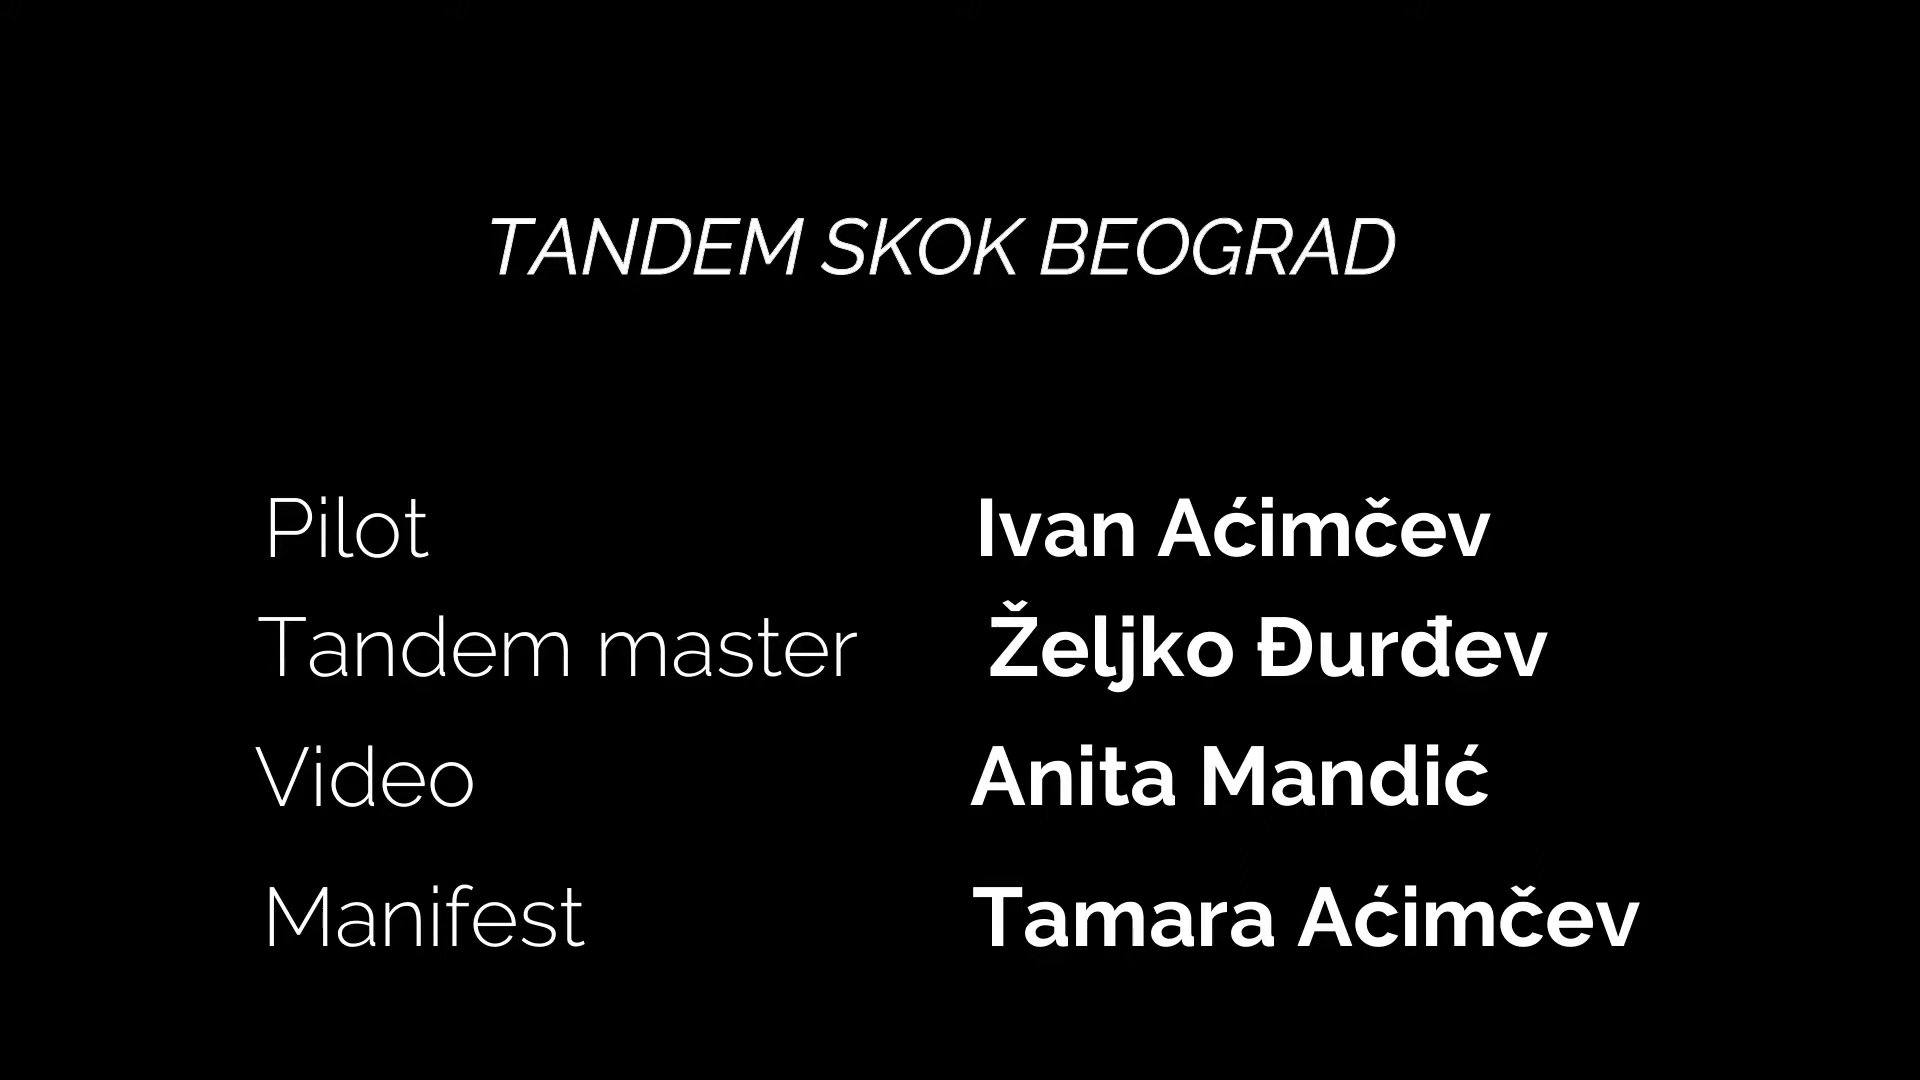 TANDEM SKOK BEOGRAD
Pilot Ivan Aćimčev
Tandem master Željko Đurđev
Video Anita Mandić
Manifest Tamara Aćimčev